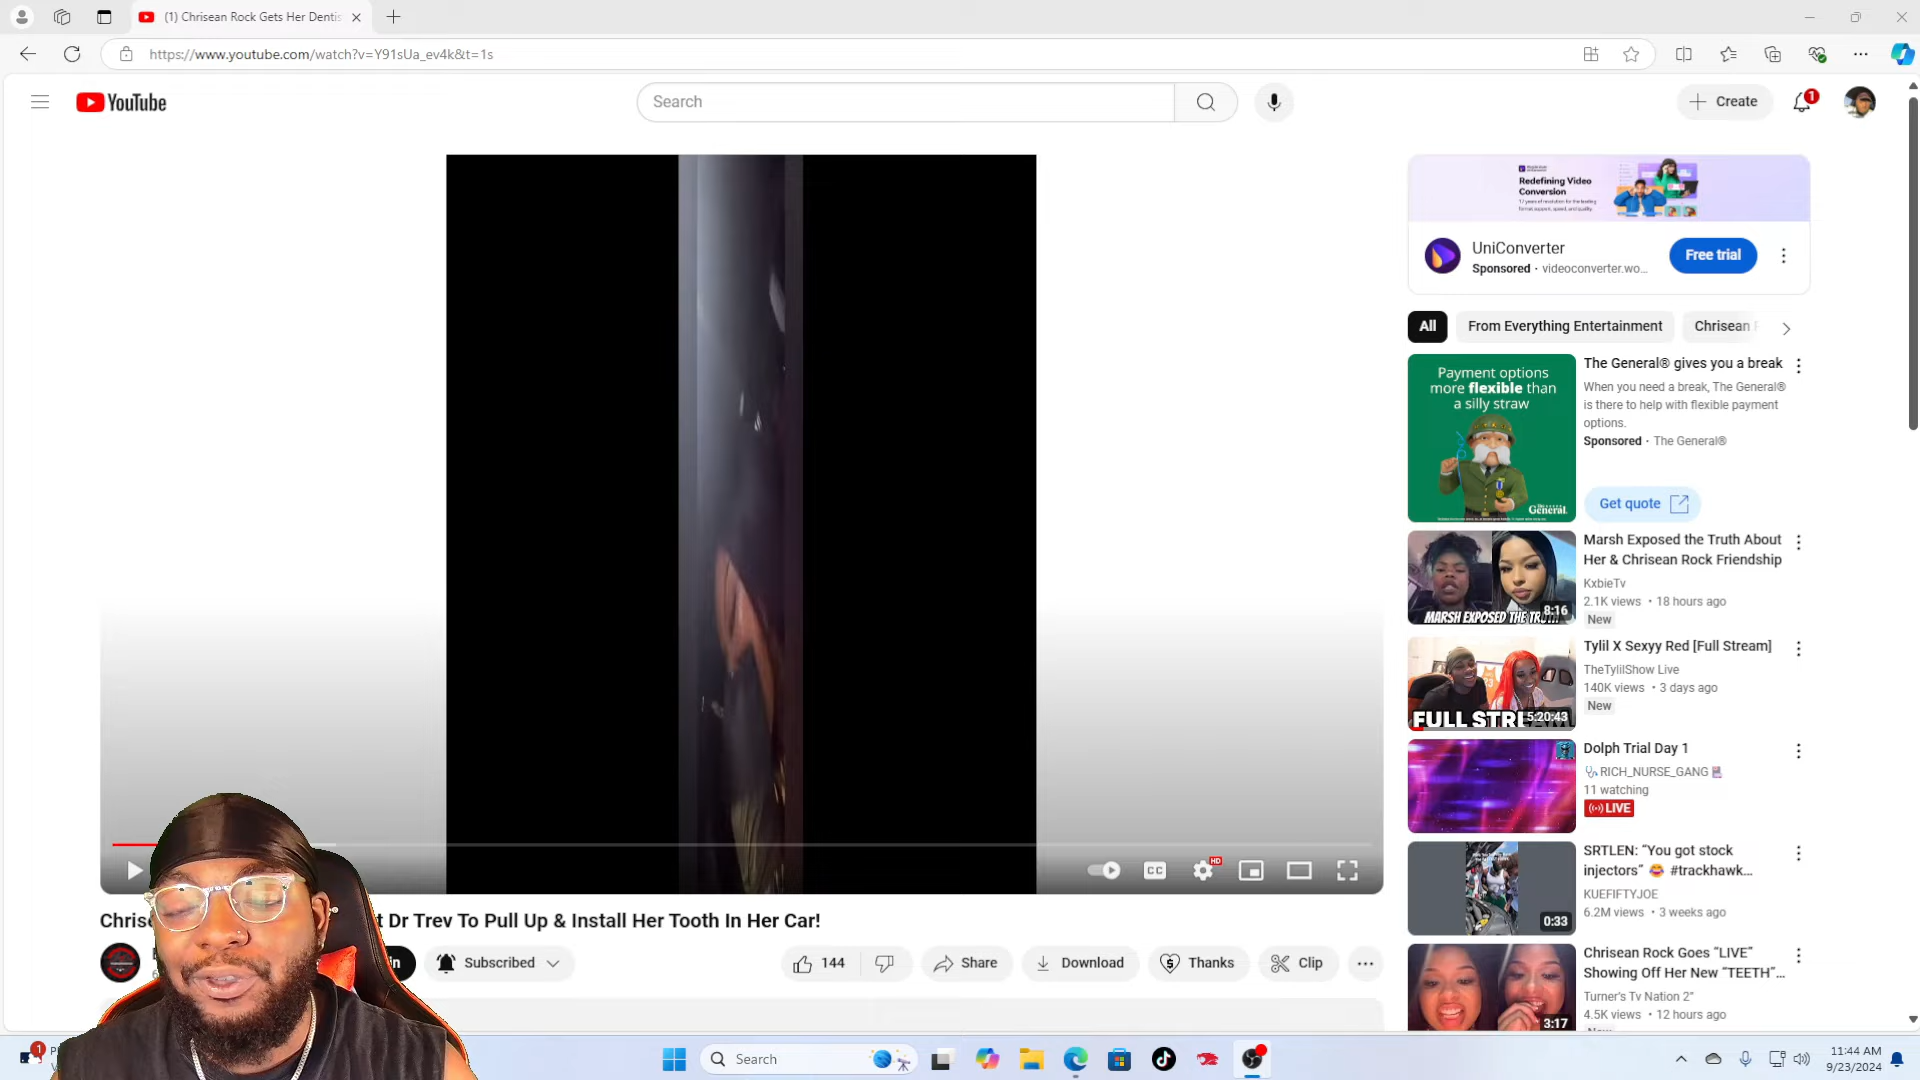 (1) Chrisean Rock Gets Her Dentis
https://www.youtube.com/watch?v=Y91sUa_ev4k&t=1s
YouTube
Search
Create
1
Redefining Video
Conversion
UniConverter
Sponsored · videoconverter.wo...
Free trial
All
From Everything Entertainment
Chrisean
Payment options
more flexible than
a silly straw
The General
The General® gives you a break
When you need a break, The General®
is there to help with flexible payment
options.
Sponsored · The General®
Get quote
MARSH EXPOSED THE TRU
8:16
Marsh Exposed the Truth About
Her & Chrisean Rock Friendship
KxbieTv
2.1K views • 18 hours ago
New
FULL STRE
5:20:43
Tylil X Sexyy Red [Full Stream]
TheTylilShow Live
140K views • 3 days ago
New
Dolph Trial Day 1
RICH_NURSE_GANG
11 watching
LIVE
0:33
SRTLEN: “You got stock
injectors” 😂 #trackhawk...
KUEFIFTYJOE
6.2M views • 3 weeks ago
3:17
Chrisean Rock Goes “LIVE”
Showing Off Her New “TEETH”...
Turner's Tv Nation 2"
4.5K views • 12 hours ago
CC
HD
Chrise
t Dr Trev To Pull Up & Install Her Tooth In Her Car!
in
Subscribed
144
Share
Download
Thanks
Clip
1
Search
11:44 AM
9/23/2024